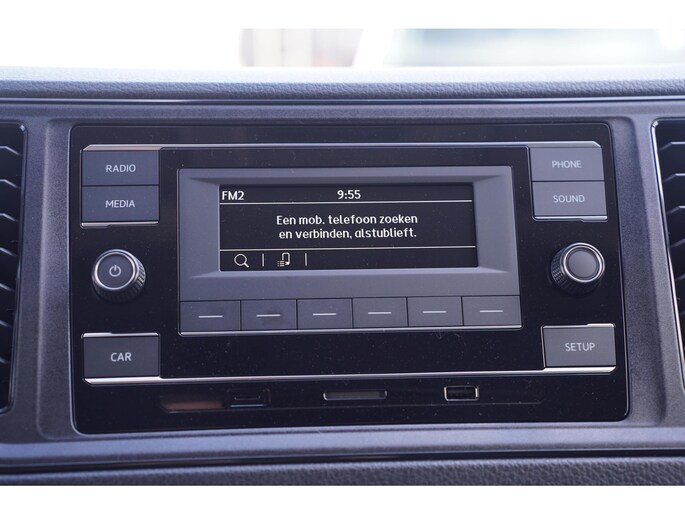 RADIO
MEDIA
PHONE
SOUND
FM2 9:55
Een mob. telefoon zoeken
en verbinden, alstublieft.
CAR
SETUP